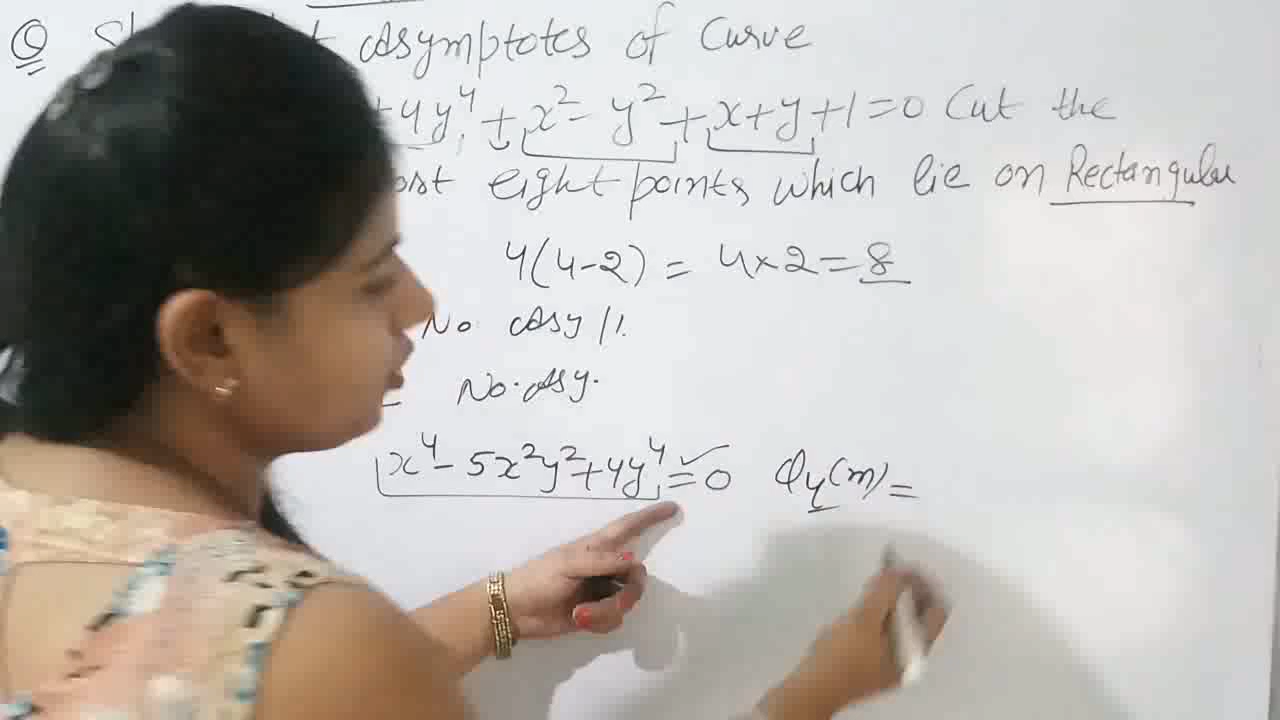 Q Asymptotes of Curve
+ 4y⁴ + x² - y² + x + y + 1 = 0 Cut the
eight points which lie on Rectangular
4(4-2) = 4×2 = 8
No Asy //.
No. Asy.
x⁴ - 5x²y² + 4y⁴ = 0 ✓ φ₄(m) =